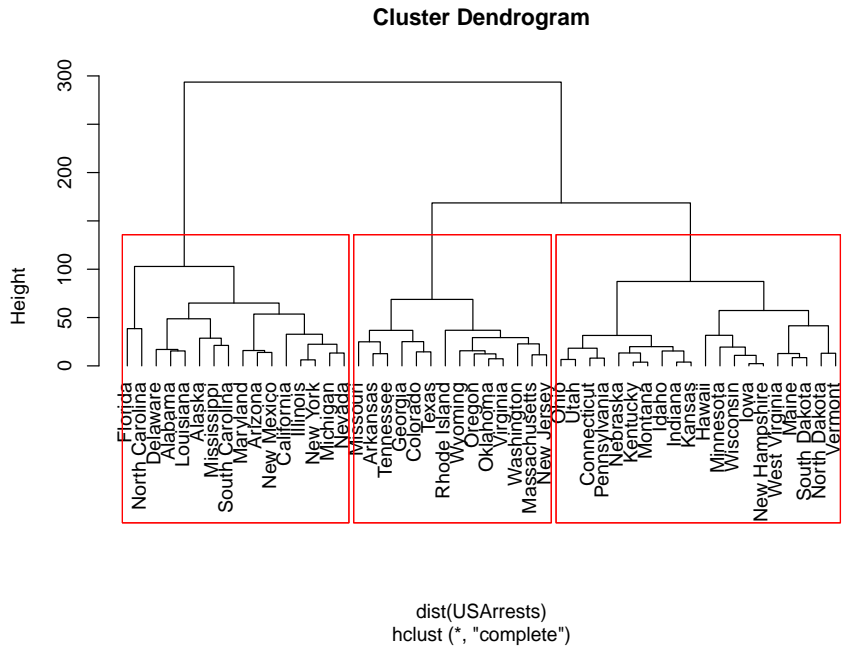 Cluster Dendrogram
Height
300
200
100
50
0
Florida
North Carolina
Delaware
Alabama
Louisiana
Alaska
Mississippi
South Carolina
Maryland
Arizona
New Mexico
California
Illinois
New York
Michigan
Nevada
Missouri
Arkansas
Tennessee
Georgia
Colorado
Texas
Rhode Island
Wyoming
Oregon
Oklahoma
Virginia
Washington
Massachusetts
New Jersey
Ohio
Utah
Connecticut
Pennsylvania
Nebraska
Kentucky
Montana
Idaho
Indiana
Kansas
Hawaii
Minnesota
Wisconsin
Iowa
New Hampshire
West Virginia
Maine
South Dakota
North Dakota
Vermont
dist(USArrests)
hclust (*, "complete")